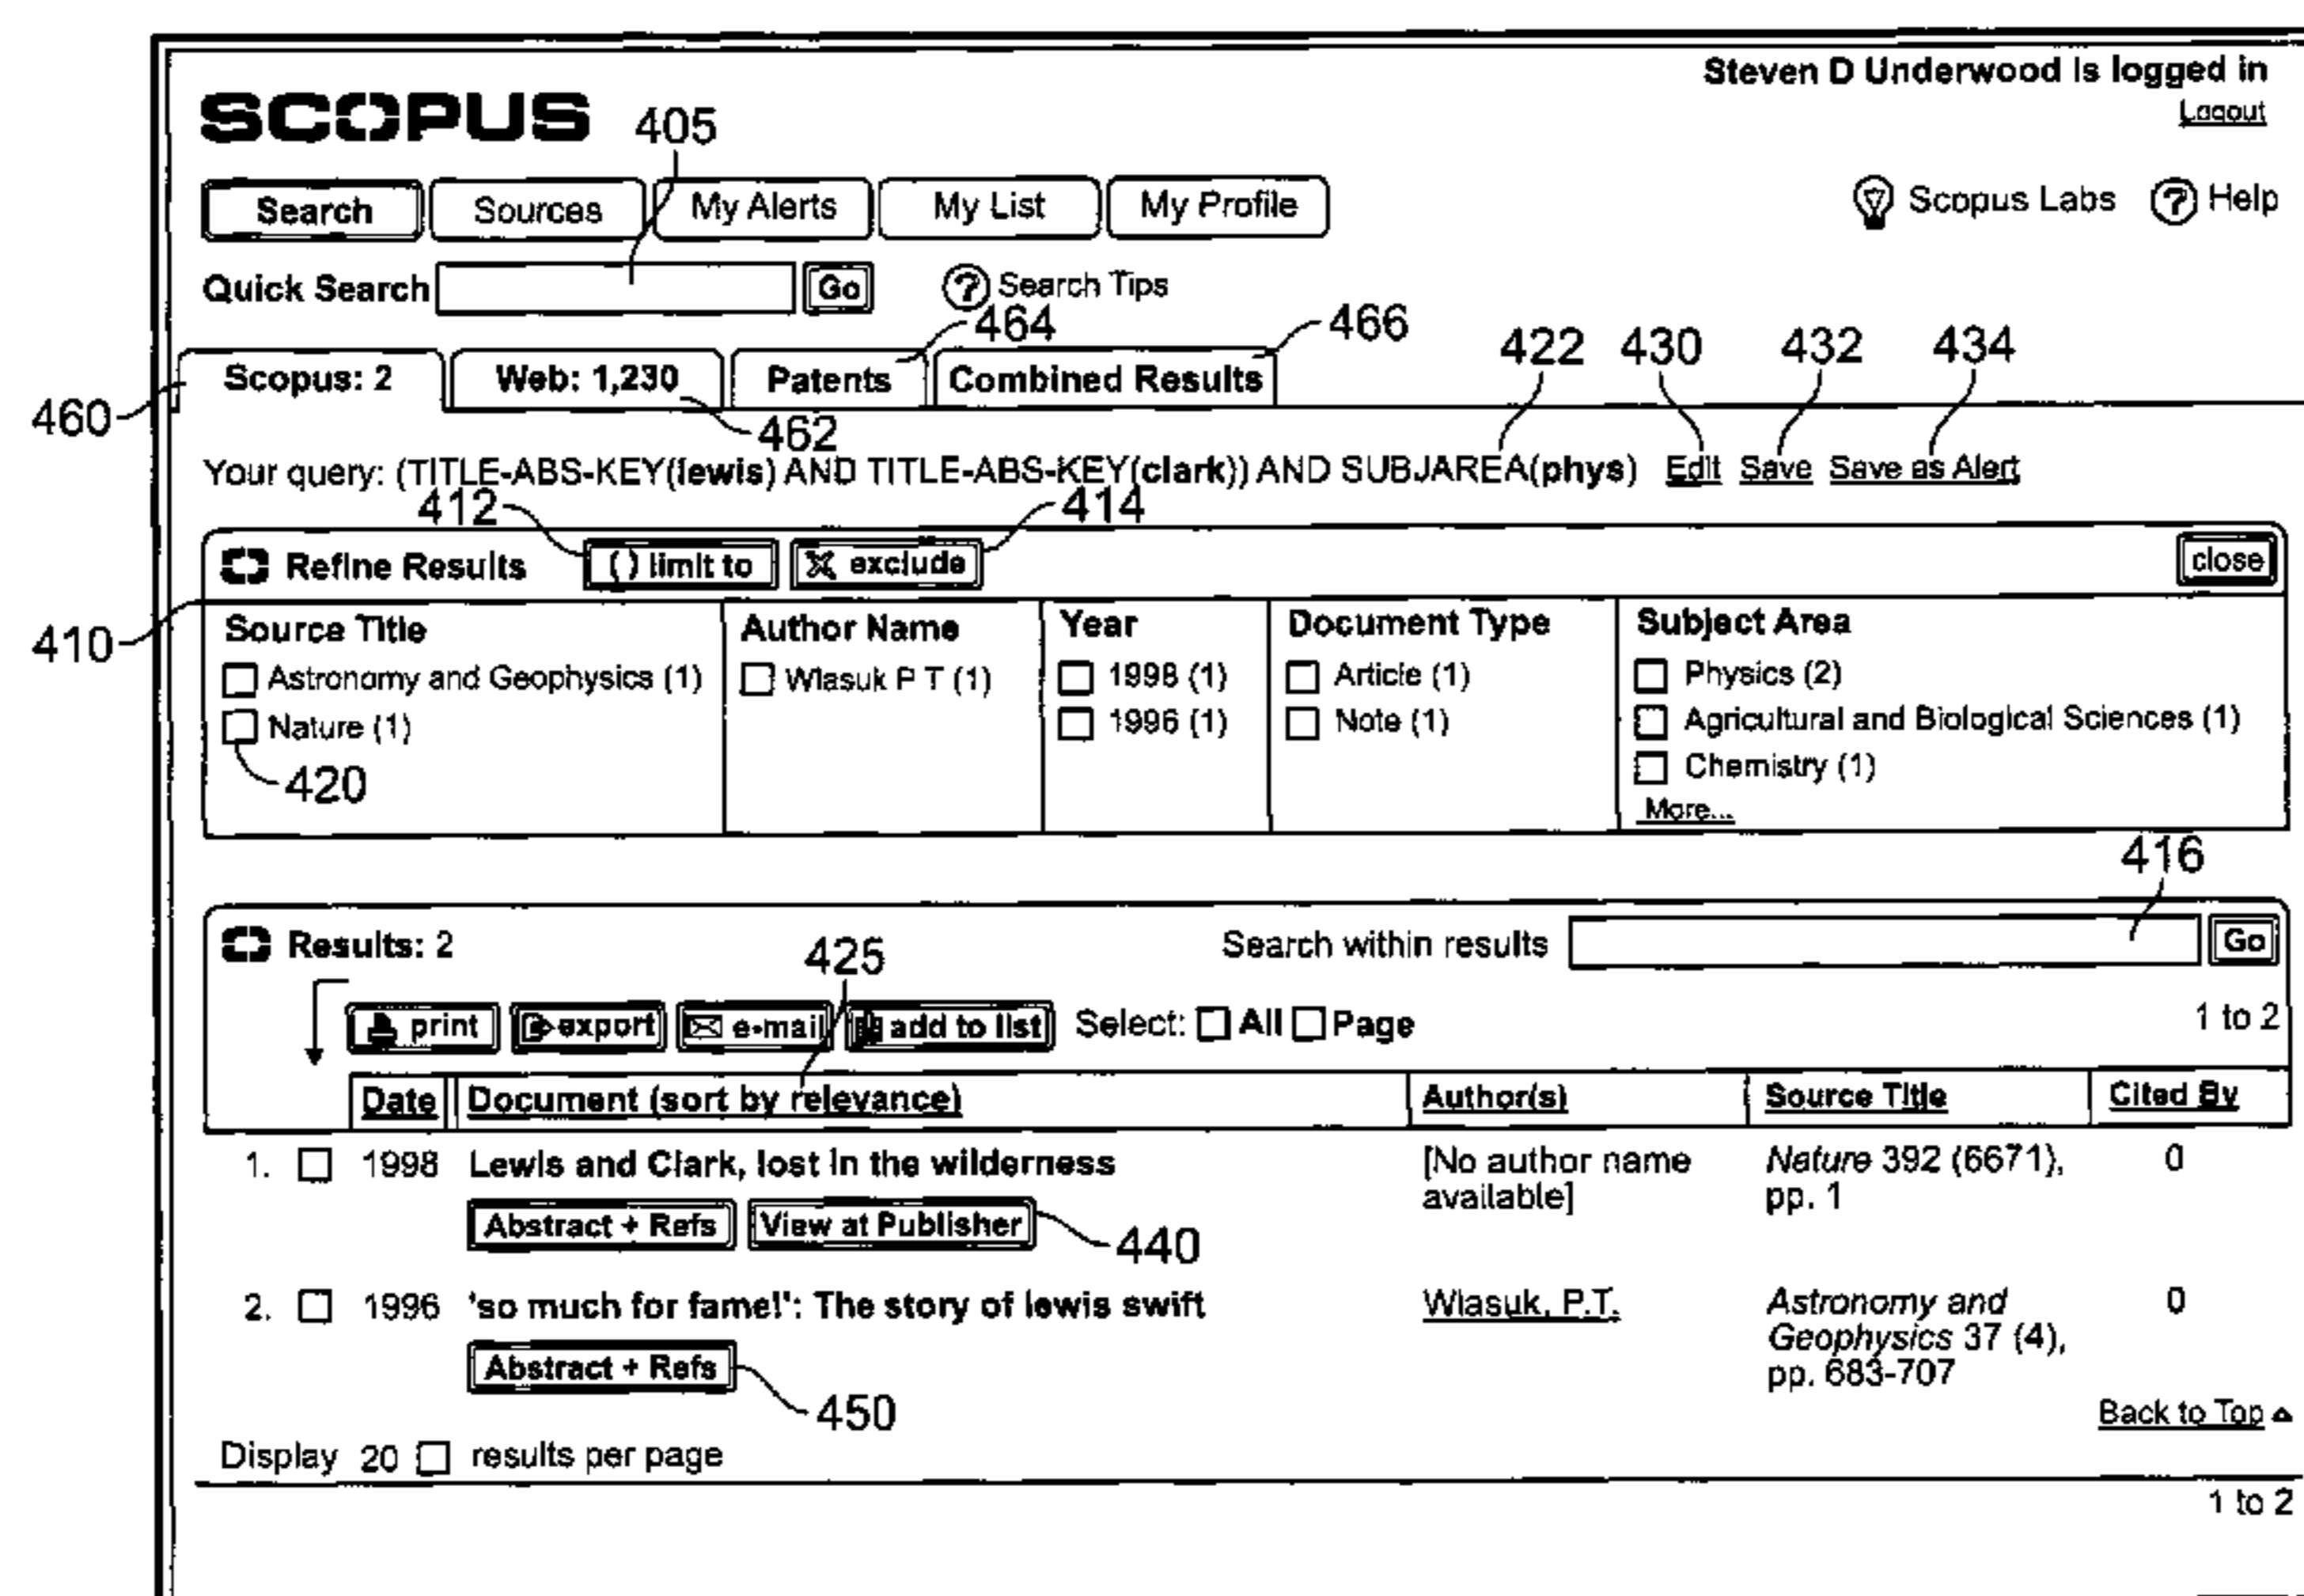 Steven D Underwood Is logged in
SCOPUS
405
Logout
Search Sources My Alerts My List My Profile
Scopus Labs ? Help
Quick Search Go ? Search Tips
464 466 422 430 432 434
Scopus: 2 Web: 1,230 Patents Combined Results
460 462
Your query: (TITLE-ABS-KEY(lewis) AND TITLE-ABS-KEY(clark)) AND SUBJAREA(phys) Edit Save Save as Alert
412 414
Refine Results ( ) limit to exclude close
410
Source Title Author Name Year Document Type Subject Area
Astronomy and Geophysics (1) Wlasuk P T (1) 1998 (1) Article (1) Physics (2)
Nature (1) 1996 (1) Note (1) Agricultural and Biological Sciences (1)
420 Chemistry (1)
More...
416
Results: 2 Search within results Go
425
print export e-mail add to list Select: All Page 1 to 2
Date Document (sort by relevance) Author(s) Source Title Cited By
1. 1998 Lewis and Clark, lost in the wilderness [No author name Nature 392 (6671), 0
available] pp. 1
Abstract + Refs View at Publisher
440
2. 1996 'so much for fame!': The story of lewis swift Wlasuk, P.T. Astronomy and 0
Geophysics 37 (4),
Abstract + Refs pp. 683-707
450 Back to Top
Display 20 results per page
1 to 2